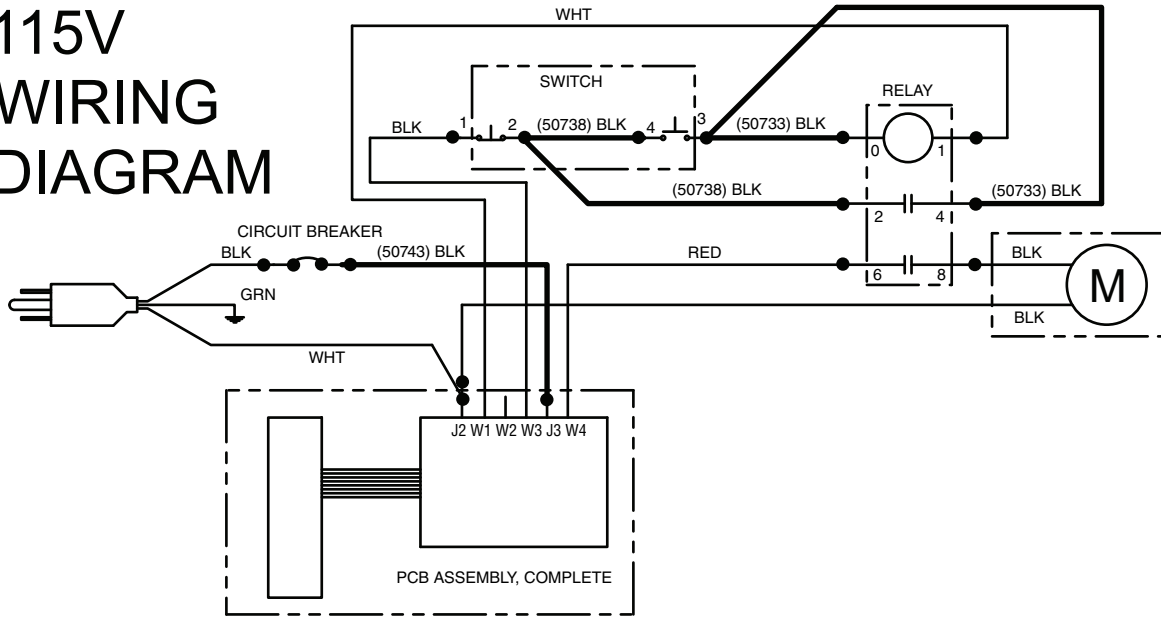 115V
WIRING
DIAGRAM
WHT
SWITCH
RELAY
BLK
1
2
(50738) BLK
4
3
(50733) BLK
0
1
(50738) BLK
2
4
(50733) BLK
CIRCUIT BREAKER
BLK
(50743) BLK
RED
6
8
BLK
M
GRN
BLK
WHT
J2 W1 W2 W3 J3 W4
PCB ASSEMBLY, COMPLETE